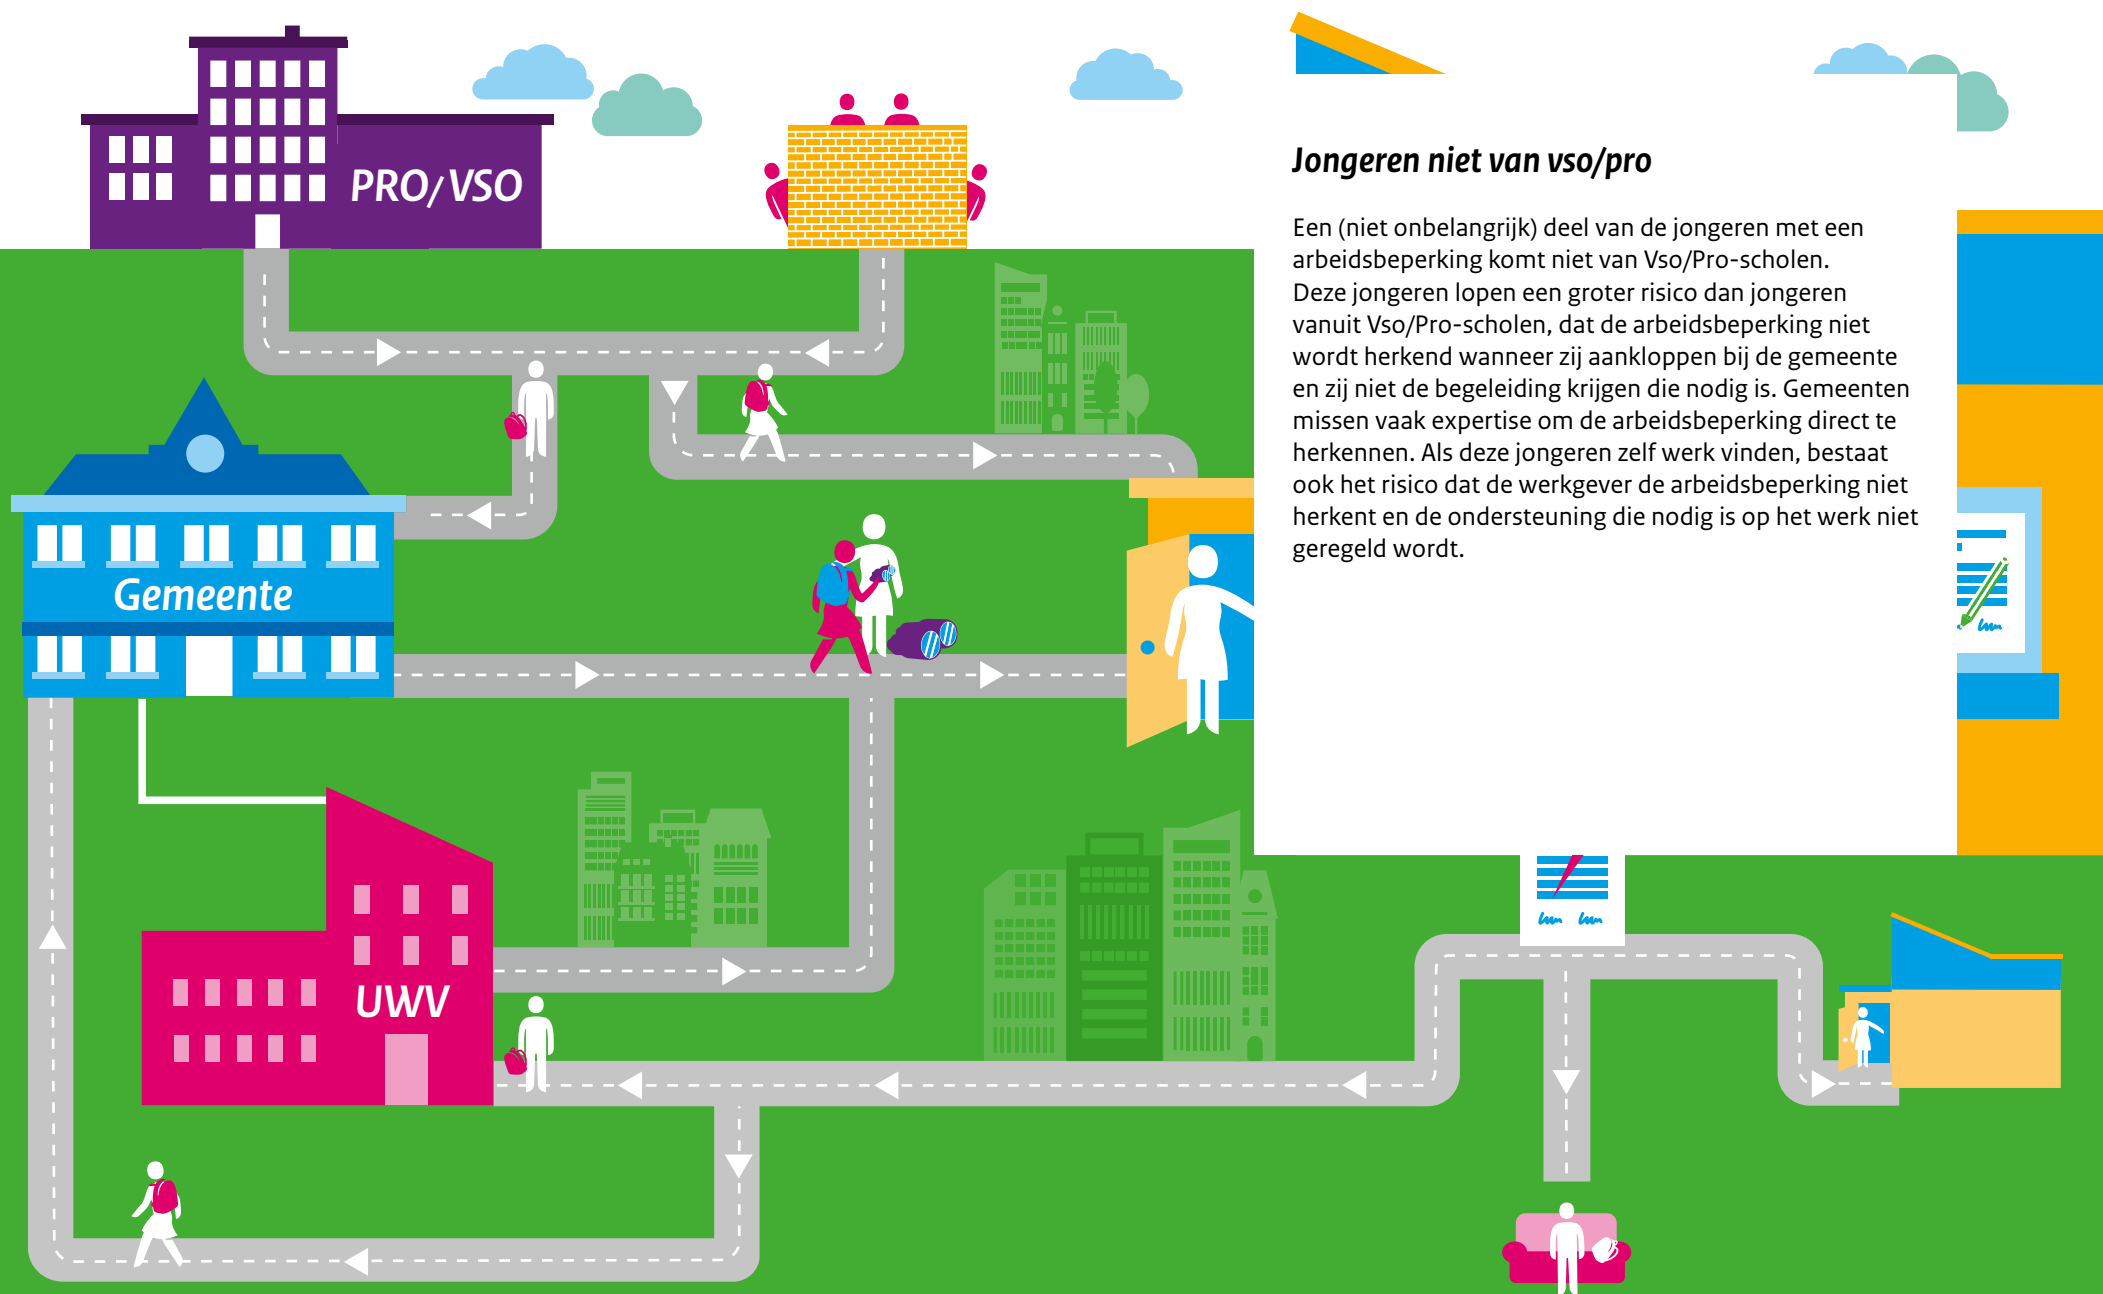 PRO/VSO
Jongeren niet van vso/pro
Een (niet onbelangrijk) deel van de jongeren met een
arbeidsbeperking komt niet van Vso/Pro-scholen.
Deze jongeren lopen een groter risico dan jongeren
vanuit Vso/Pro-scholen, dat de arbeidsbeperking niet
wordt herkend wanneer zij aankloppen bij de gemeente
en zij niet de begeleiding krijgen die nodig is. Gemeenten
missen vaak expertise om de arbeidsbeperking direct te
herkennen. Als deze jongeren zelf werk vinden, bestaat
ook het risico dat de werkgever de arbeidsbeperking niet
herkent en de ondersteuning die nodig is op het werk niet
geregeld wordt.
Gemeente
UWV